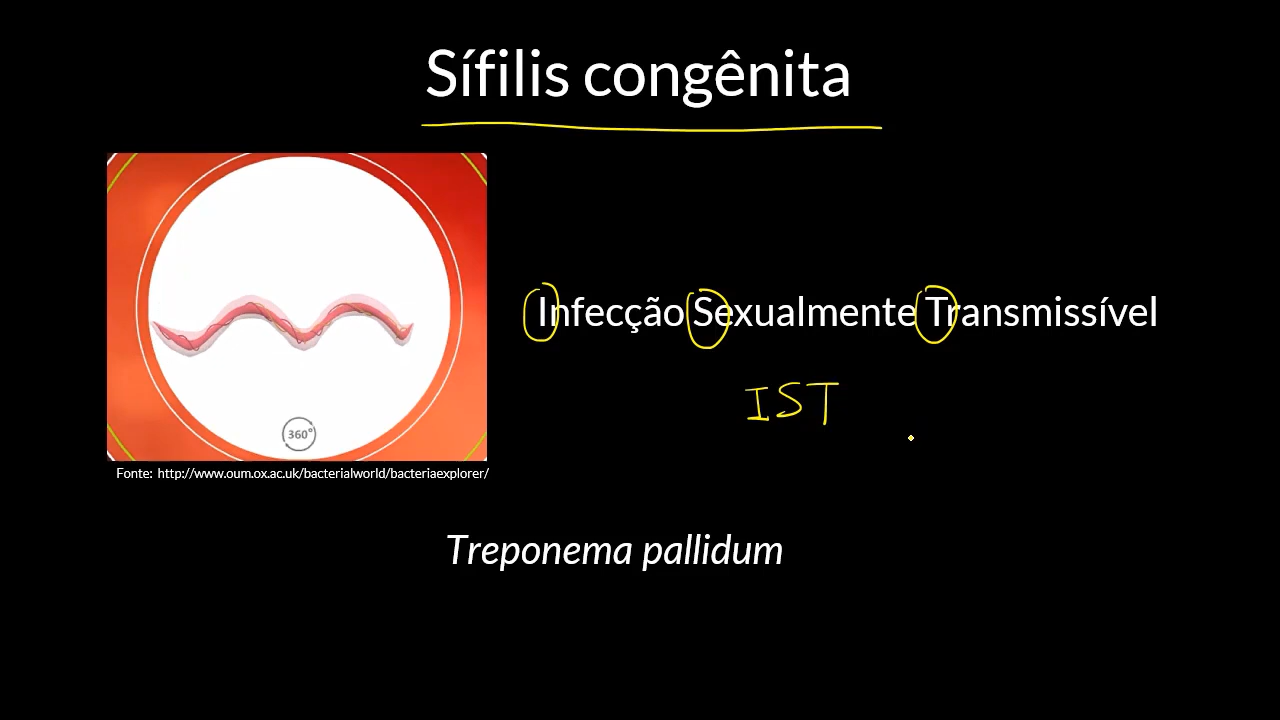 Sífilis congênita
Infecção Sexualmente Transmissível
IST
360°
Fonte: http://www.oum.ox.ac.uk/bacterialworld/bacteriaexplorer/
Treponema pallidum